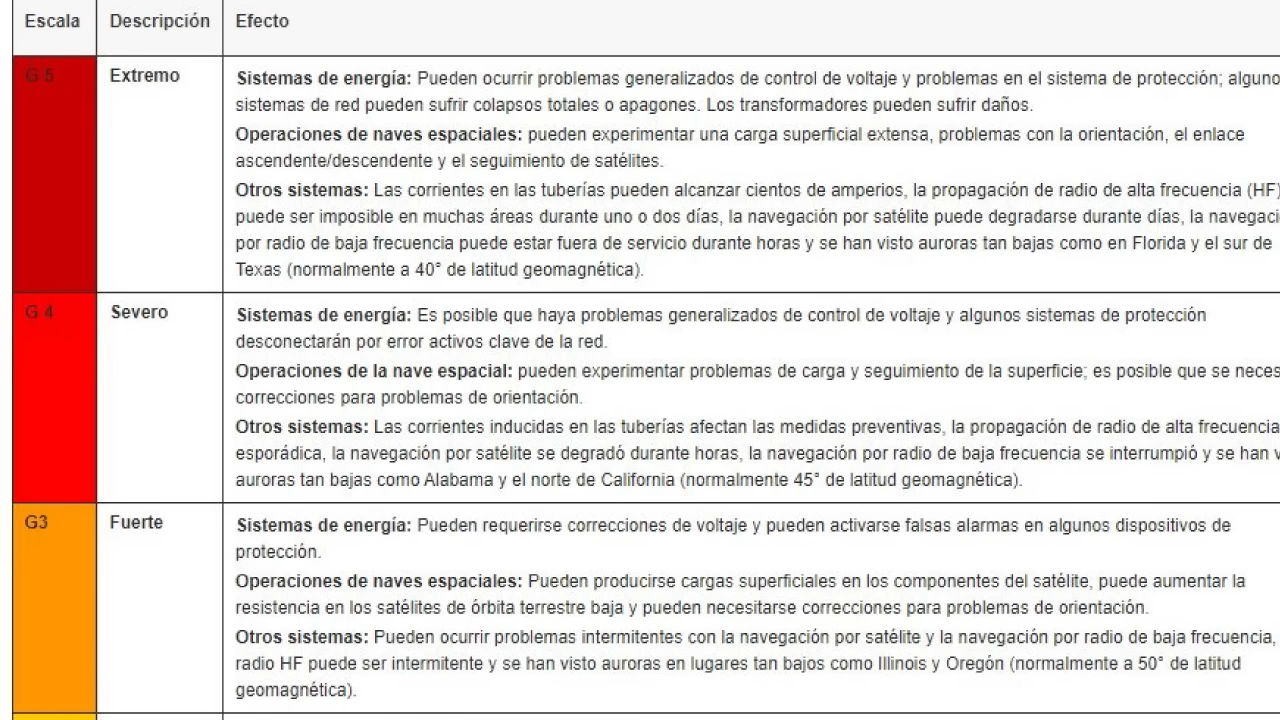 Escala Descripción Efecto
G 5 Extremo Sistemas de energía: Pueden ocurrir problemas generalizados de control de voltaje y problemas en el sistema de protección;
sistemas de red pueden sufrir colapsos totales o apagones. Los transformadores pueden sufrir daños.
Operaciones de naves espaciales: pueden experimentar una carga superficial extensa, problemas con la orientación, el enlace
ascendente/descendente y el seguimiento de satélites.
Otros sistemas: Las corrientes en las tuberías pueden alcanzar cientos de amperios, la propagación de radio de alta frecuencia (HF)
puede ser imposible en muchas áreas durante uno o dos días, la navegación por satélite puede degradarse durante días, la
por radio de baja frecuencia puede estar fuera de servicio durante horas y se han visto auroras tan bajas como en Florida y el sur de
Texas (normalmente a 40° de latitud geomagnética).
G 4 Severo Sistemas de energía: Es posible que haya problemas generalizados de control de voltaje y algunos sistemas de protección
desconectarán por error activos clave de la red.
Operaciones de la nave espacial: pueden experimentar problemas de carga y seguimiento de la superficie; es posible que se
correcciones para problemas de orientación.
Otros sistemas: Las corrientes inducidas en las tuberías afectan las medidas preventivas, la propagación de radio de alta frecuencia
esporádica, la navegación por satélite se degradó durante horas, la navegación por radio de baja frecuencia se interrumpió y se han
auroras tan bajas como Alabama y el norte de California (normalmente 45° de latitud geomagnética).
G3 Fuerte Sistemas de energía: Pueden requerirse correcciones de voltaje y pueden activarse falsas alarmas en algunos dispositivos de
protección.
Operaciones de naves espaciales: Pueden producirse cargas superficiales en los componentes del satélite, puede aumentar la
resistencia en los satélites de órbita terrestre baja y pueden necesitarse correcciones para problemas de orientación.
Otros sistemas: Pueden ocurrir problemas intermitentes con la navegación por satélite y la navegación por radio de baja frecuencia,
radio HF puede ser intermitente y se han visto auroras en lugares tan bajos como Illinois y Oregón (normalmente a 50° de latitud
geomagnética).